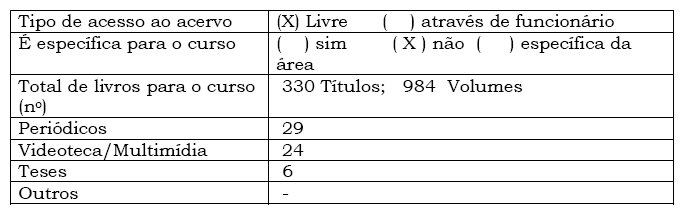 Tipo de acesso ao acervo (X) Livre ( ) através de funcionário
É específica para o curso ( ) sim ( X ) não ( ) específica da área
Total de livros para o curso (nº) 330 Títulos; 984 Volumes
Periódicos 29
Videoteca/Multimídia 24
Teses 6
Outros -